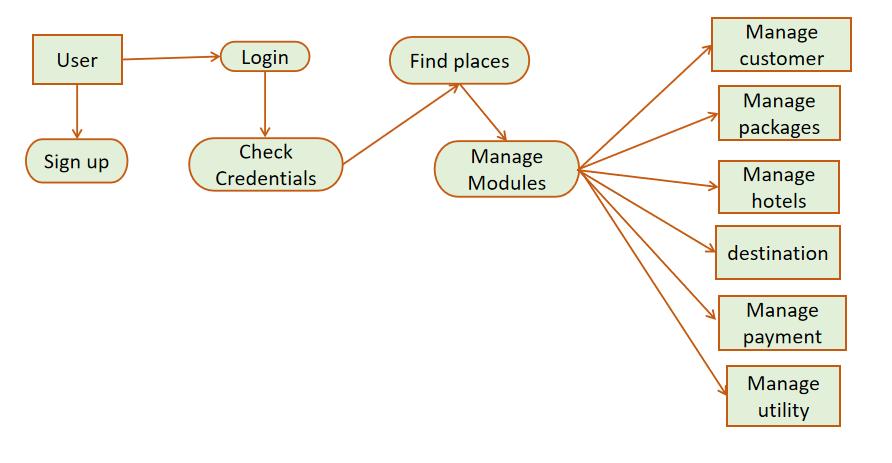 User
Login
Sign up
Check
Credentials
Find places
Manage
Modules
Manage
customer
Manage
packages
Manage
hotels
destination
Manage
payment
Manage
utility